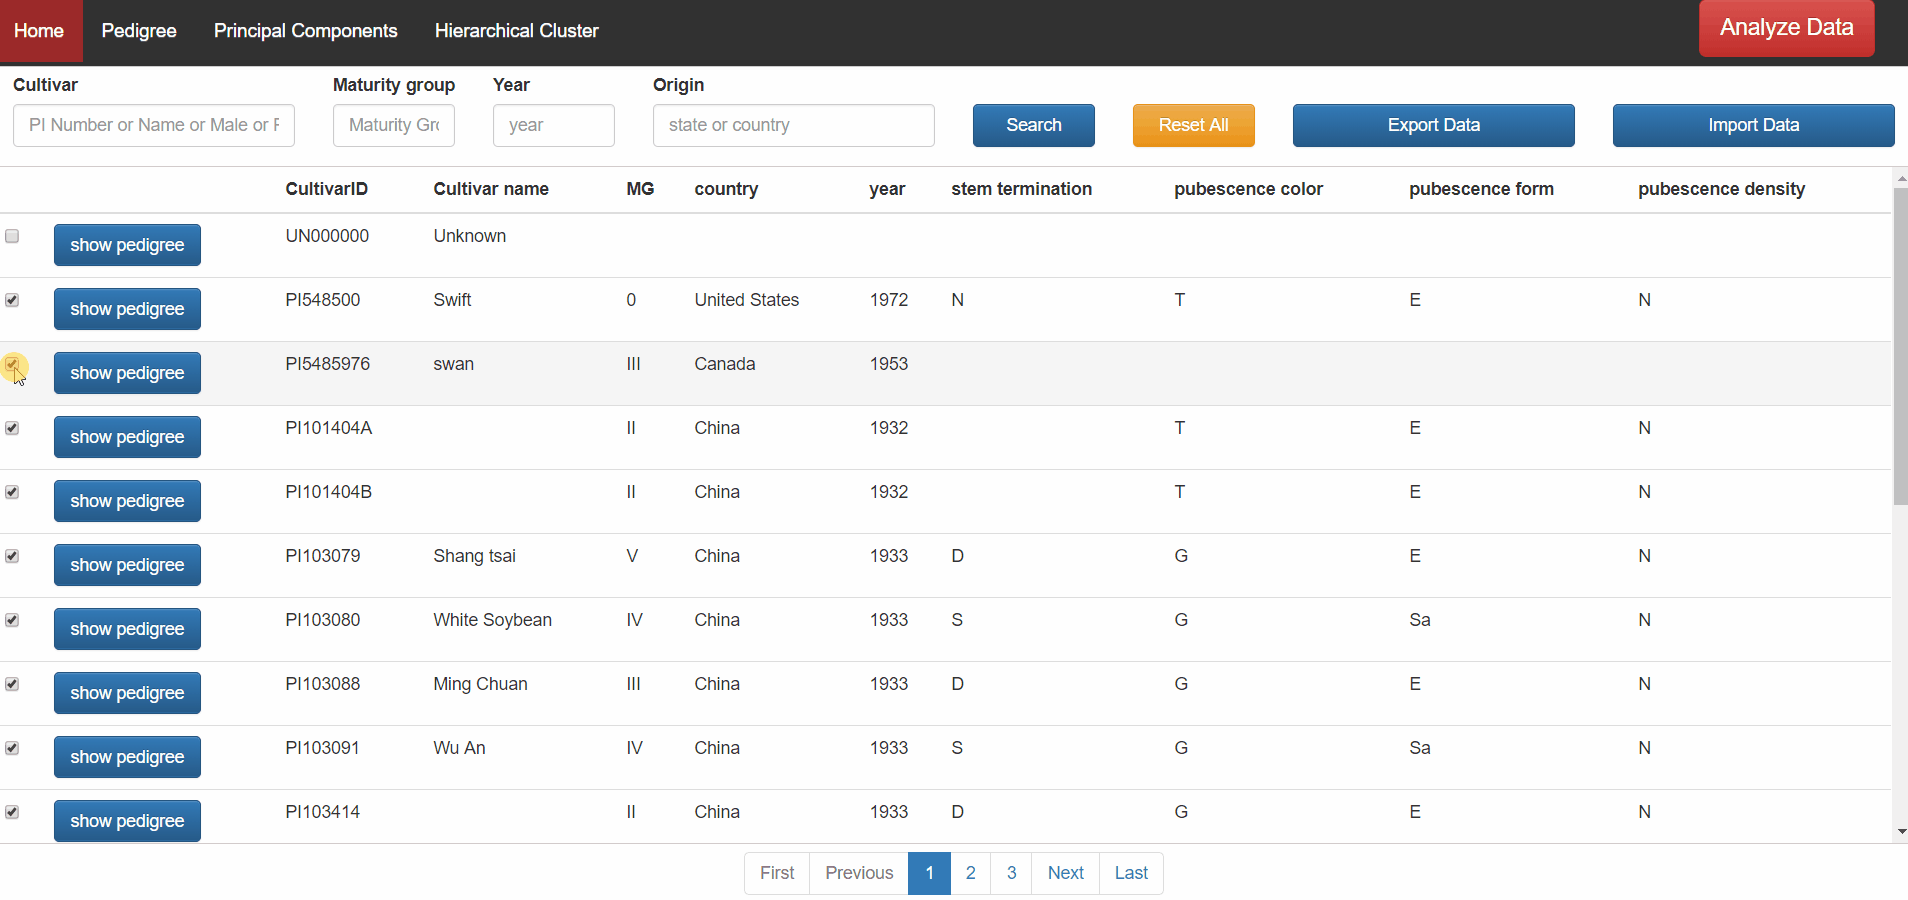 Home Pedigree Principal Components Hierarchical Cluster Analyze Data
Cultivar Maturity group Year Origin
PI Number or Name or Male or F Maturity Gro year state or country Search Reset All Export Data Import Data
CultivarID Cultivar name MG country year stem termination pubescence color pubescence form pubescence density
show pedigree UN000000 Unknown
show pedigree PI548500 Swift 0 United States 1972 N T E N
show pedigree PI5485976 swan III Canada 1953
show pedigree PI101404A II China 1932 T E N
show pedigree PI101404B II China 1932 T E N
show pedigree PI103079 Shang tsai V China 1933 D G E N
show pedigree PI103080 White Soybean IV China 1933 S G Sa N
show pedigree PI103088 Ming Chuan III China 1933 D G E N
show pedigree PI103091 Wu An IV China 1933 S G Sa N
show pedigree PI103414 II China 1933 D G E N
First Previous 1 2 3 Next Last